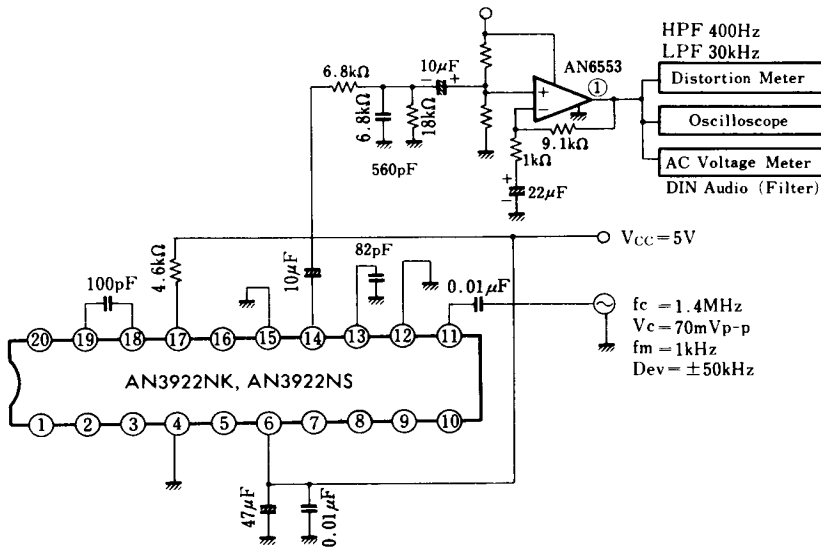 HPF 400Hz
LPF 30kHz
10μF
AN6553
6.8kΩ
− +
+
−
①
Distortion Meter
Oscilloscope
AC Voltage Meter
DIN Audio (Filter)
6.8kΩ
18kΩ
560pF
9.1kΩ
1kΩ
+
−
22μF
VCC=5V
4.6kΩ
10μF
82pF
100pF
0.01μF
fc = 1.4MHz
Vc = 70mVp-p
fm = 1kHz
Dev= ±50kHz
⑳ ⑲ ⑱ ⑰ ⑯ ⑮ ⑭ ⑬ ⑫ ⑪
AN3922NK, AN3922NS
① ② ③ ④ ⑤ ⑥ ⑦ ⑧ ⑨ ⑩
47μF
0.01μF